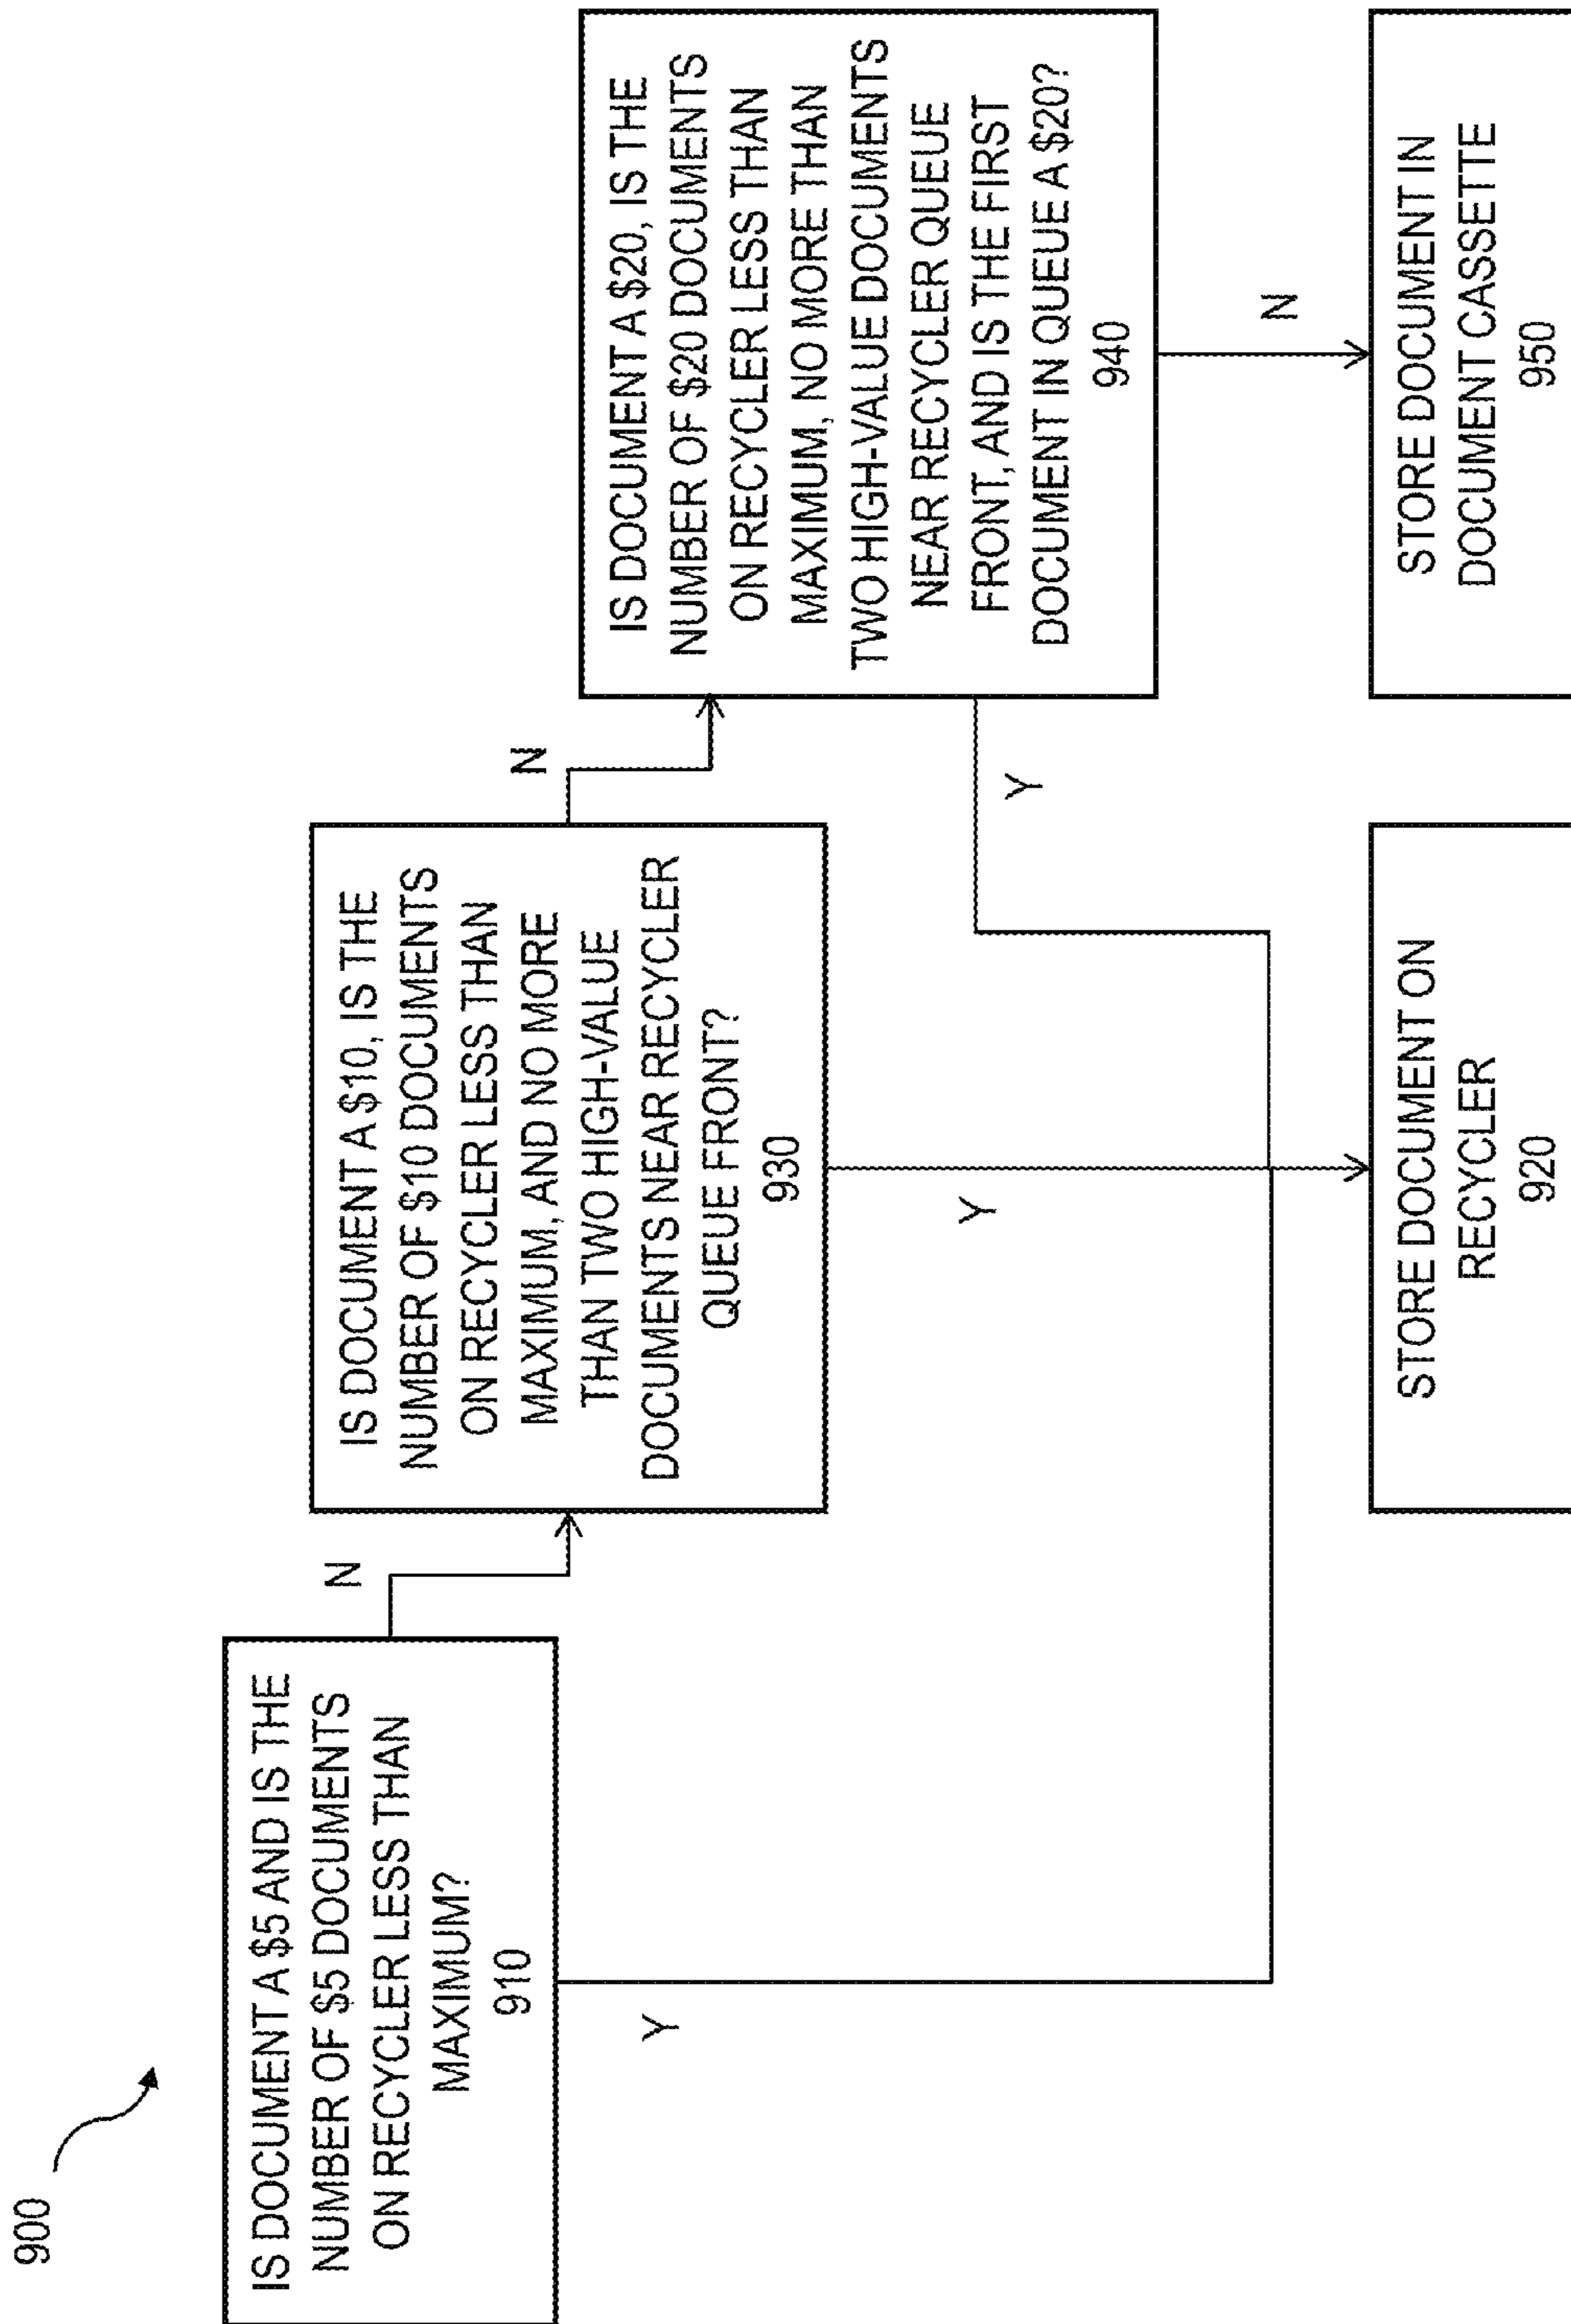 900
IS DOCUMENT A $5 AND IS THE
NUMBER OF $5 DOCUMENTS
ON RECYCLER LESS THAN
MAXIMUM?
910
N
Y
IS DOCUMENT A $10, IS THE
NUMBER OF $10 DOCUMENTS
ON RECYCLER LESS THAN
MAXIMUM, AND NO MORE
THAN TWO HIGH-VALUE
DOCUMENTS NEAR RECYCLER
QUEUE FRONT?
930
N
Y
IS DOCUMENT A $20, IS THE
NUMBER OF $20 DOCUMENTS
ON RECYCLER LESS THAN
MAXIMUM, NO MORE THAN
TWO HIGH-VALUE DOCUMENTS
NEAR RECYCLER QUEUE
FRONT, AND IS THE FIRST
DOCUMENT IN QUEUE A $20?
940
Y
N
STORE DOCUMENT ON
RECYCLER
920
STORE DOCUMENT IN
DOCUMENT CASSETTE
950